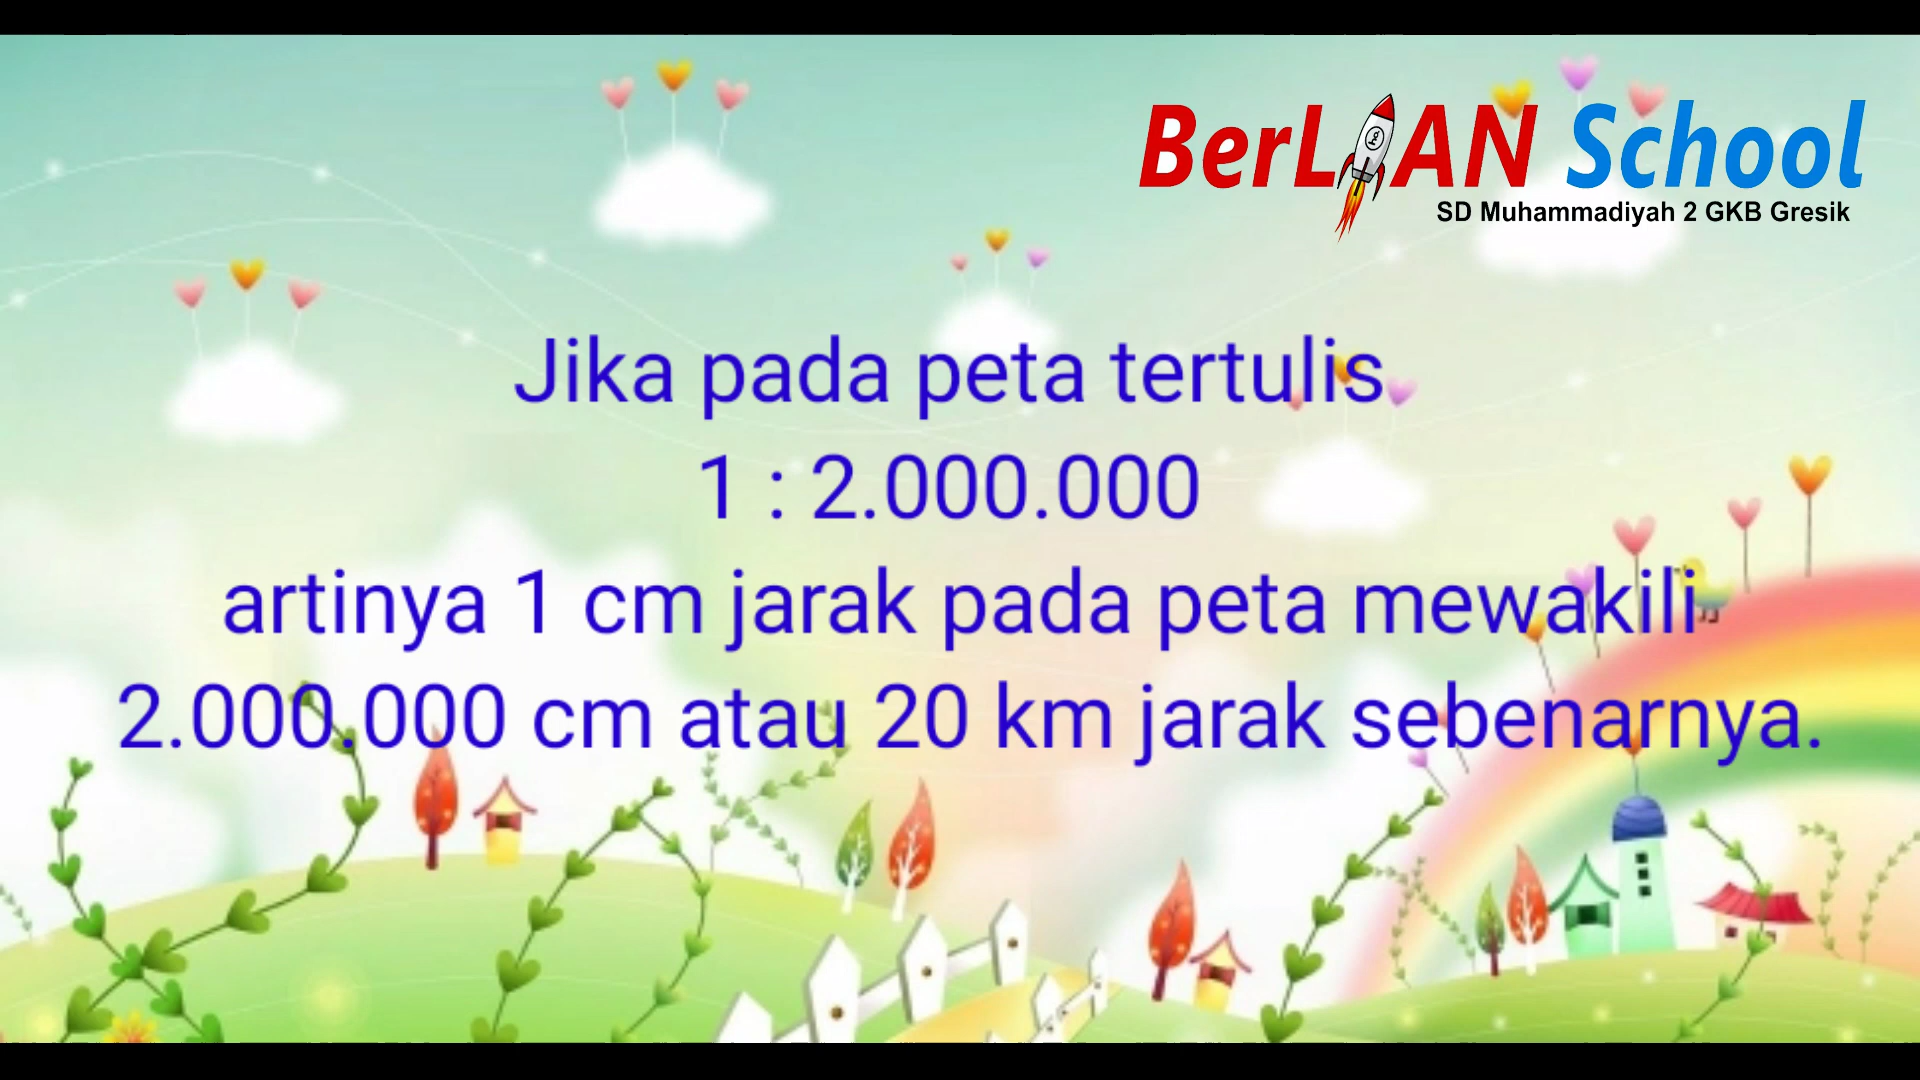 BerLIAN School
SD Muhammadiyah 2 GKB Gresik
Jika pada peta tertulis
1 : 2.000.000
artinya 1 cm jarak pada peta mewakili
2.000.000 cm atau 20 km jarak sebenarnya.